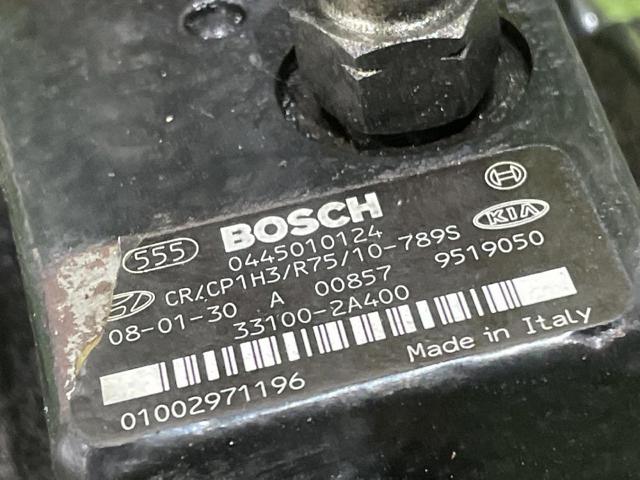 555 BOSCH
0445010124 KIA
CR/CP1H3/R75/10-789S
08-01-30 A 00857 9519050
33100-2A400
Made in Italy
01002971196